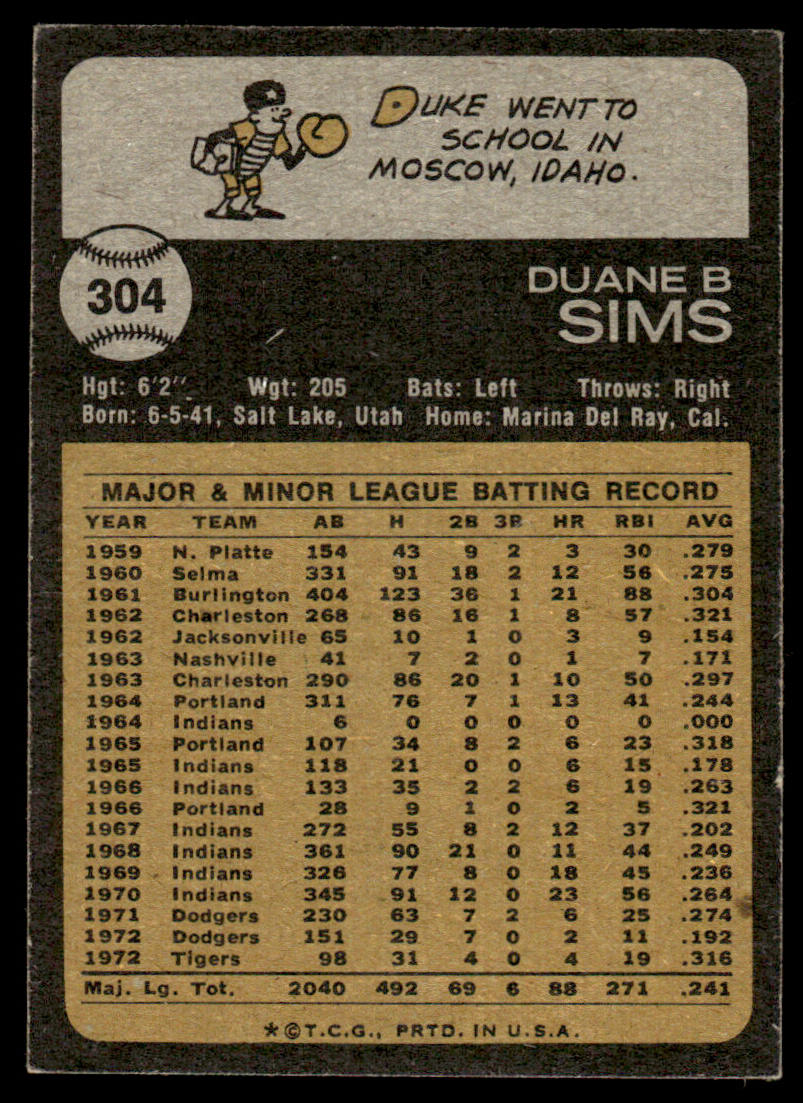 DUKE WENT TO
SCHOOL IN
MOSCOW, IDAHO.
304
DUANE B
SIMS
Hgt: 6'2" Wgt: 205 Bats: Left Throws: Right
Born: 6-5-41, Salt Lake, Utah Home: Marina Del Ray, Cal.
MAJOR & MINOR LEAGUE BATTING RECORD
YEAR TEAM AB H 2B 3B HR RBI AVG
1959 N. Platte 154 43 9 2 3 30 .279
1960 Selma 331 91 18 2 12 56 .275
1961 Burlington 404 123 36 1 21 88 .304
1962 Charleston 268 86 16 1 8 57 .321
1962 Jacksonville 65 10 1 0 3 9 .154
1963 Nashville 41 7 2 0 1 7 .171
1963 Charleston 290 86 20 1 10 50 .297
1964 Portland 311 76 7 1 13 41 .244
1964 Indians 6 0 0 0 0 0 .000
1965 Portland 107 34 8 2 6 23 .318
1965 Indians 118 21 0 0 6 15 .178
1966 Indians 133 35 2 2 6 19 .263
1966 Portland 28 9 1 0 2 5 .321
1967 Indians 272 55 8 2 12 37 .202
1968 Indians 361 90 21 0 11 44 .249
1969 Indians 326 77 8 0 18 45 .236
1970 Indians 345 91 12 0 23 56 .264
1971 Dodgers 230 63 7 2 6 25 .274
1972 Dodgers 151 29 7 0 2 11 .192
1972 Tigers 98 31 4 0 4 19 .316
Maj. Lg. Tot. 2040 492 69 6 88 271 .241
*©T.C.G., PRTD. IN U.S.A.